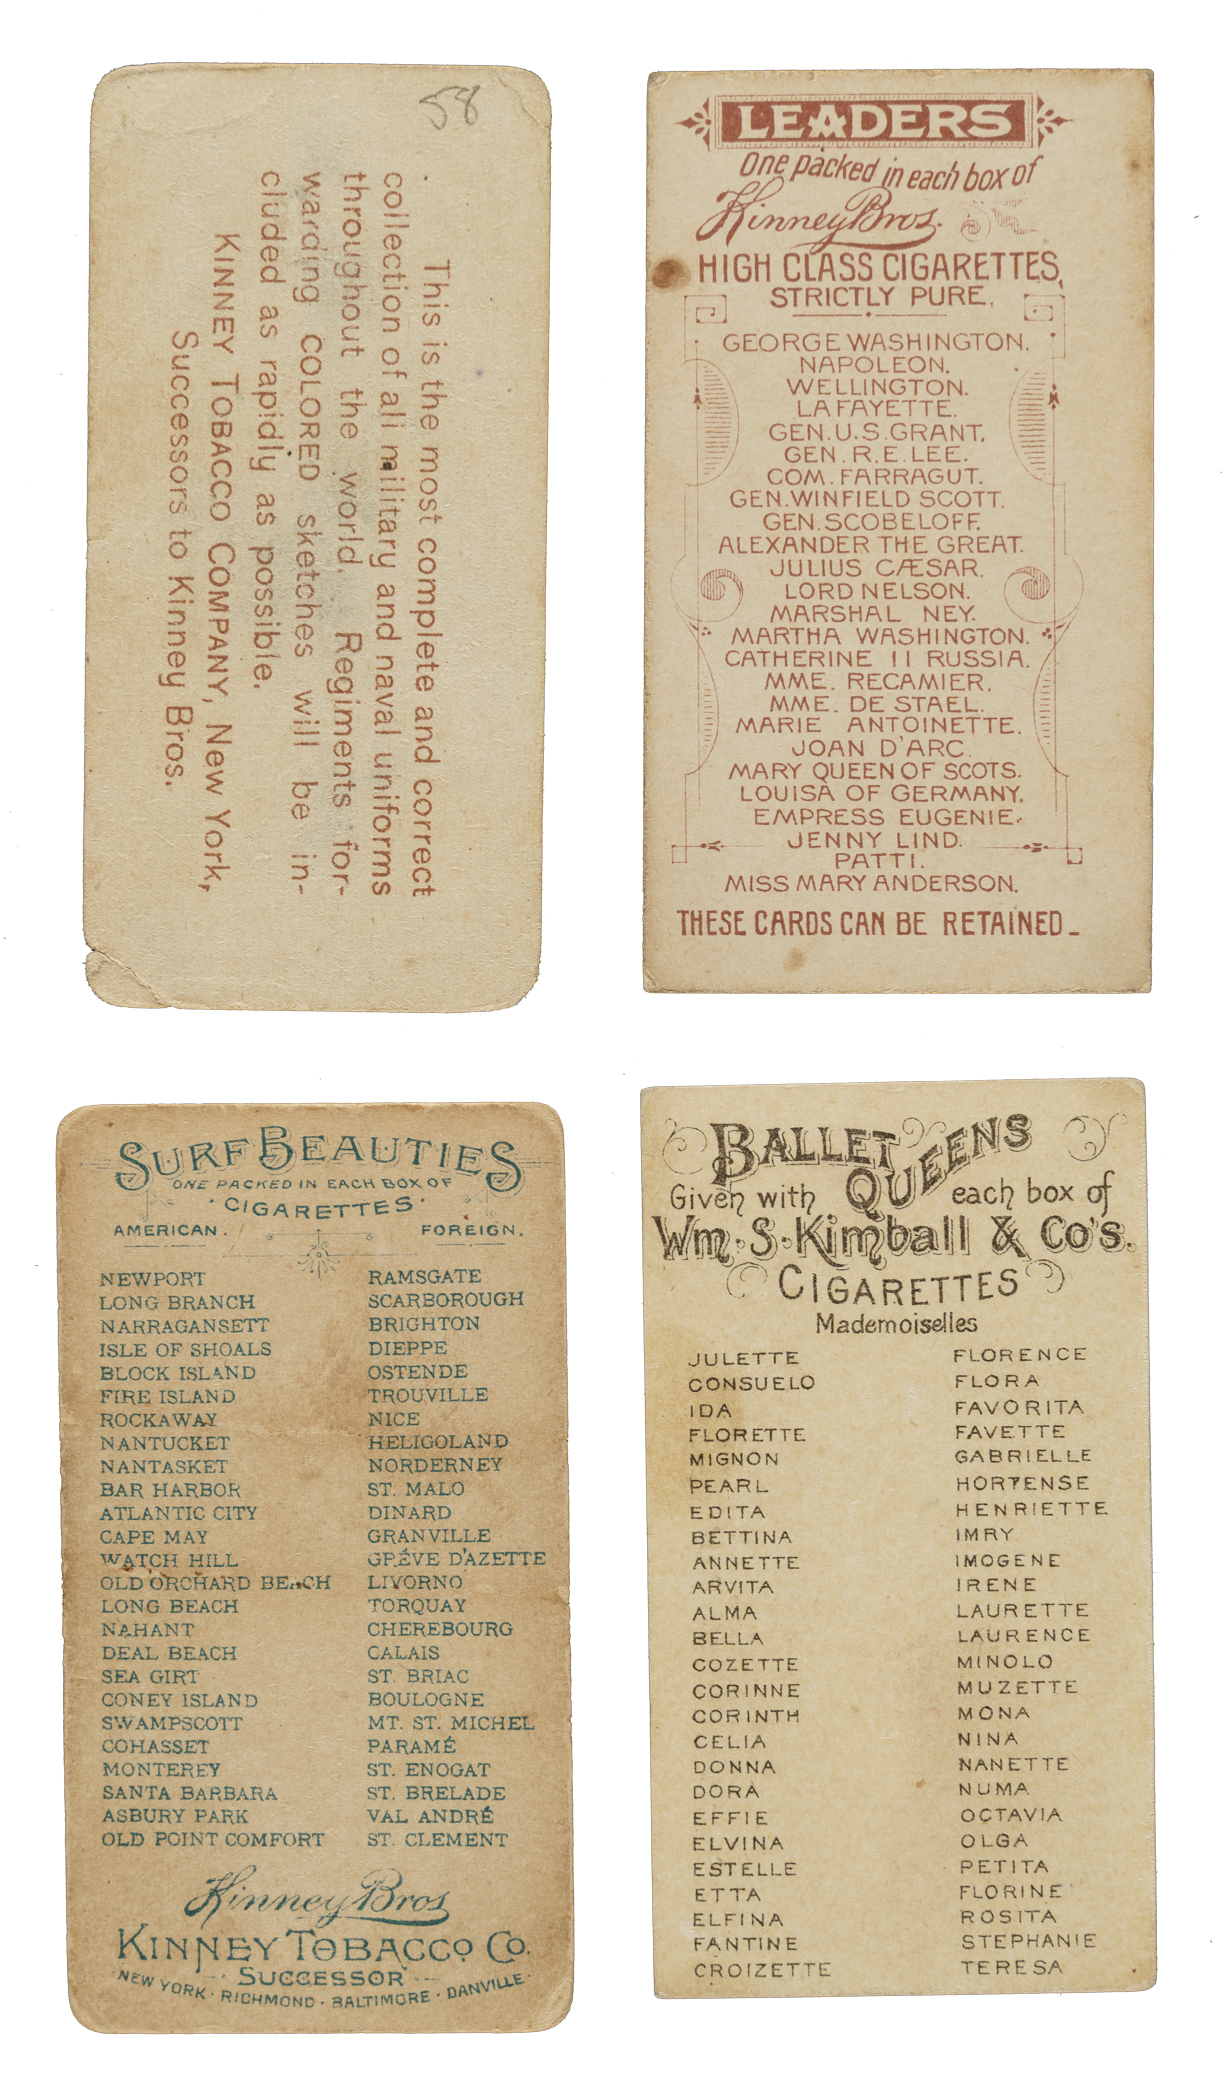 58
. This is the most complete and correct
collection of all military and naval uniforms
throughout the world. Regiments for-
warding COLORED sketches will be in-
cluded as rapidly as possible.
KINNEY TOBACCO COMPANY, New York,
Successors to Kinney Bros.
LEADERS
One packed in each box of
Kinney Bros.
HIGH CLASS CIGARETTES,
STRICTLY PURE,
GEORGE WASHINGTON.
NAPOLEON.
WELLINGTON.
LA FAYETTE.
GEN. U.S. GRANT.
GEN. R.E. LEE.
COM. FARRAGUT.
GEN. WINFIELD SCOTT.
GEN. SCOBELOFF.
ALEXANDER THE GREAT.
JULIUS CÆSAR.
LORD NELSON.
MARSHAL NEY.
MARTHA WASHINGTON.
CATHERINE II RUSSIA.
MME. RECAMIER.
MME. DE STAEL.
MARIE ANTOINETTE.
JOAN D'ARC.
MARY QUEEN OF SCOTS.
LOUISA OF GERMANY.
EMPRESS EUGENIE.
JENNY LIND.
PATTI.
MISS MARY ANDERSON.
THESE CARDS CAN BE RETAINED_
SURF BEAUTIES
ONE PACKED IN EACH BOX OF
· CIGARETTES ·
AMERICAN.
NEWPORT
LONG BRANCH
NARRAGANSETT
ISLE OF SHOALS
BLOCK ISLAND
FIRE ISLAND
ROCKAWAY
NANTUCKET
NANTASKET
BAR HARBOR
ATLANTIC CITY
CAPE MAY
WATCH HILL
OLD ORCHARD BEACH
LONG BEACH
NAHANT
DEAL BEACH
SEA GIRT
CONEY ISLAND
SWAMPSCOTT
COHASSET
MONTEREY
SANTA BARBARA
ASBURY PARK
OLD POINT COMFORT
FOREIGN.
RAMSGATE
SCARBOROUGH
BRIGHTON
DIEPPE
OSTENDE
TROUVILLE
NICE
HELIGOLAND
NORDERNEY
ST. MALO
DINARD
GRANVILLE
GRÉVE D'AZETTE
LIVORNO
TORQUAY
CHEREBOURG
CALAIS
ST. BRIAC
BOULOGNE
MT. ST. MICHEL
PARAMÉ
ST. ENOGAT
ST. BRELADE
VAL ANDRÉ
ST. CLEMENT
Kinney Bros
KINNEY TOBACCO CO.
SUCCESSOR
NEW YORK · RICHMOND · BALTIMORE · DANVILLE ·
BALLET QUEENS
Given with each box of
Wm. S. Kimball & Co's.
CIGARETTES
Mademoiselles
JULETTE
CONSUELO
IDA
FLORETTE
MIGNON
PEARL
EDITA
BETTINA
ANNETTE
ARVITA
ALMA
BELLA
COZETTE
CORINNE
CORINTH
CELIA
DONNA
DORA
EFFIE
ELVINA
ESTELLE
ETTA
ELFINA
FANTINE
CROIZETTE
FLORENCE
FLORA
FAVORITA
FAVETTE
GABRIELLE
HORTENSE
HENRIETTE
IMRY
IMOGENE
IRENE
LAURETTE
LAURENCE
MINOLO
MUZETTE
MONA
NINA
NANETTE
NUMA
OCTAVIA
OLGA
PETITA
FLORINE
ROSITA
STEPHANIE
TERESA